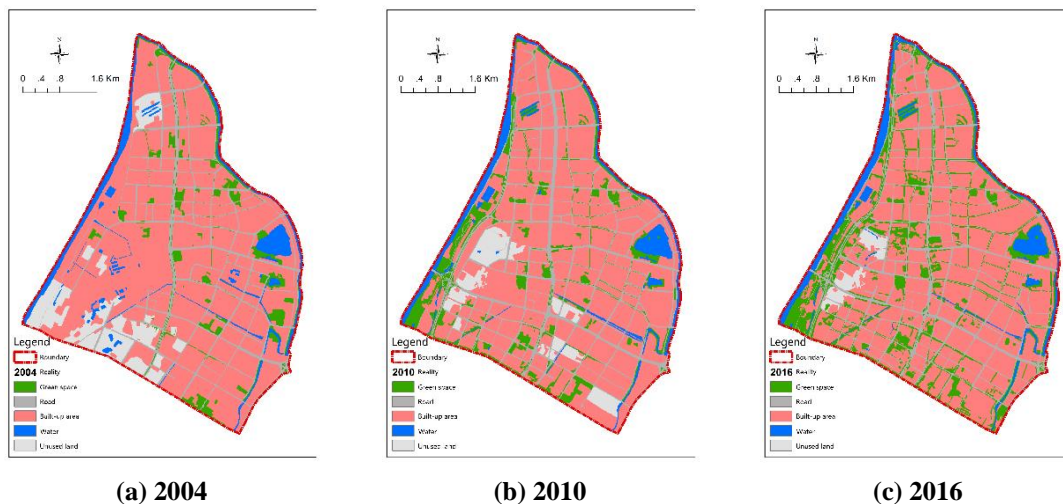 N
0 .4 .8 1.6 Km
Legend
Boundary
2004 Reality
Green space
Road
Built-up area
Water
Unused land
(a) 2004
N
0 .4 .8 1.6 Km
Legend
Boundary
2010 Reality
Green space
Road
Built-up area
Water
Unused land
(b) 2010
N
0 .4 .8 1.6 Km
Legend
Boundary
2016 Reality
Green space
Road
Built-up area
Water
Unused land
(c) 2016